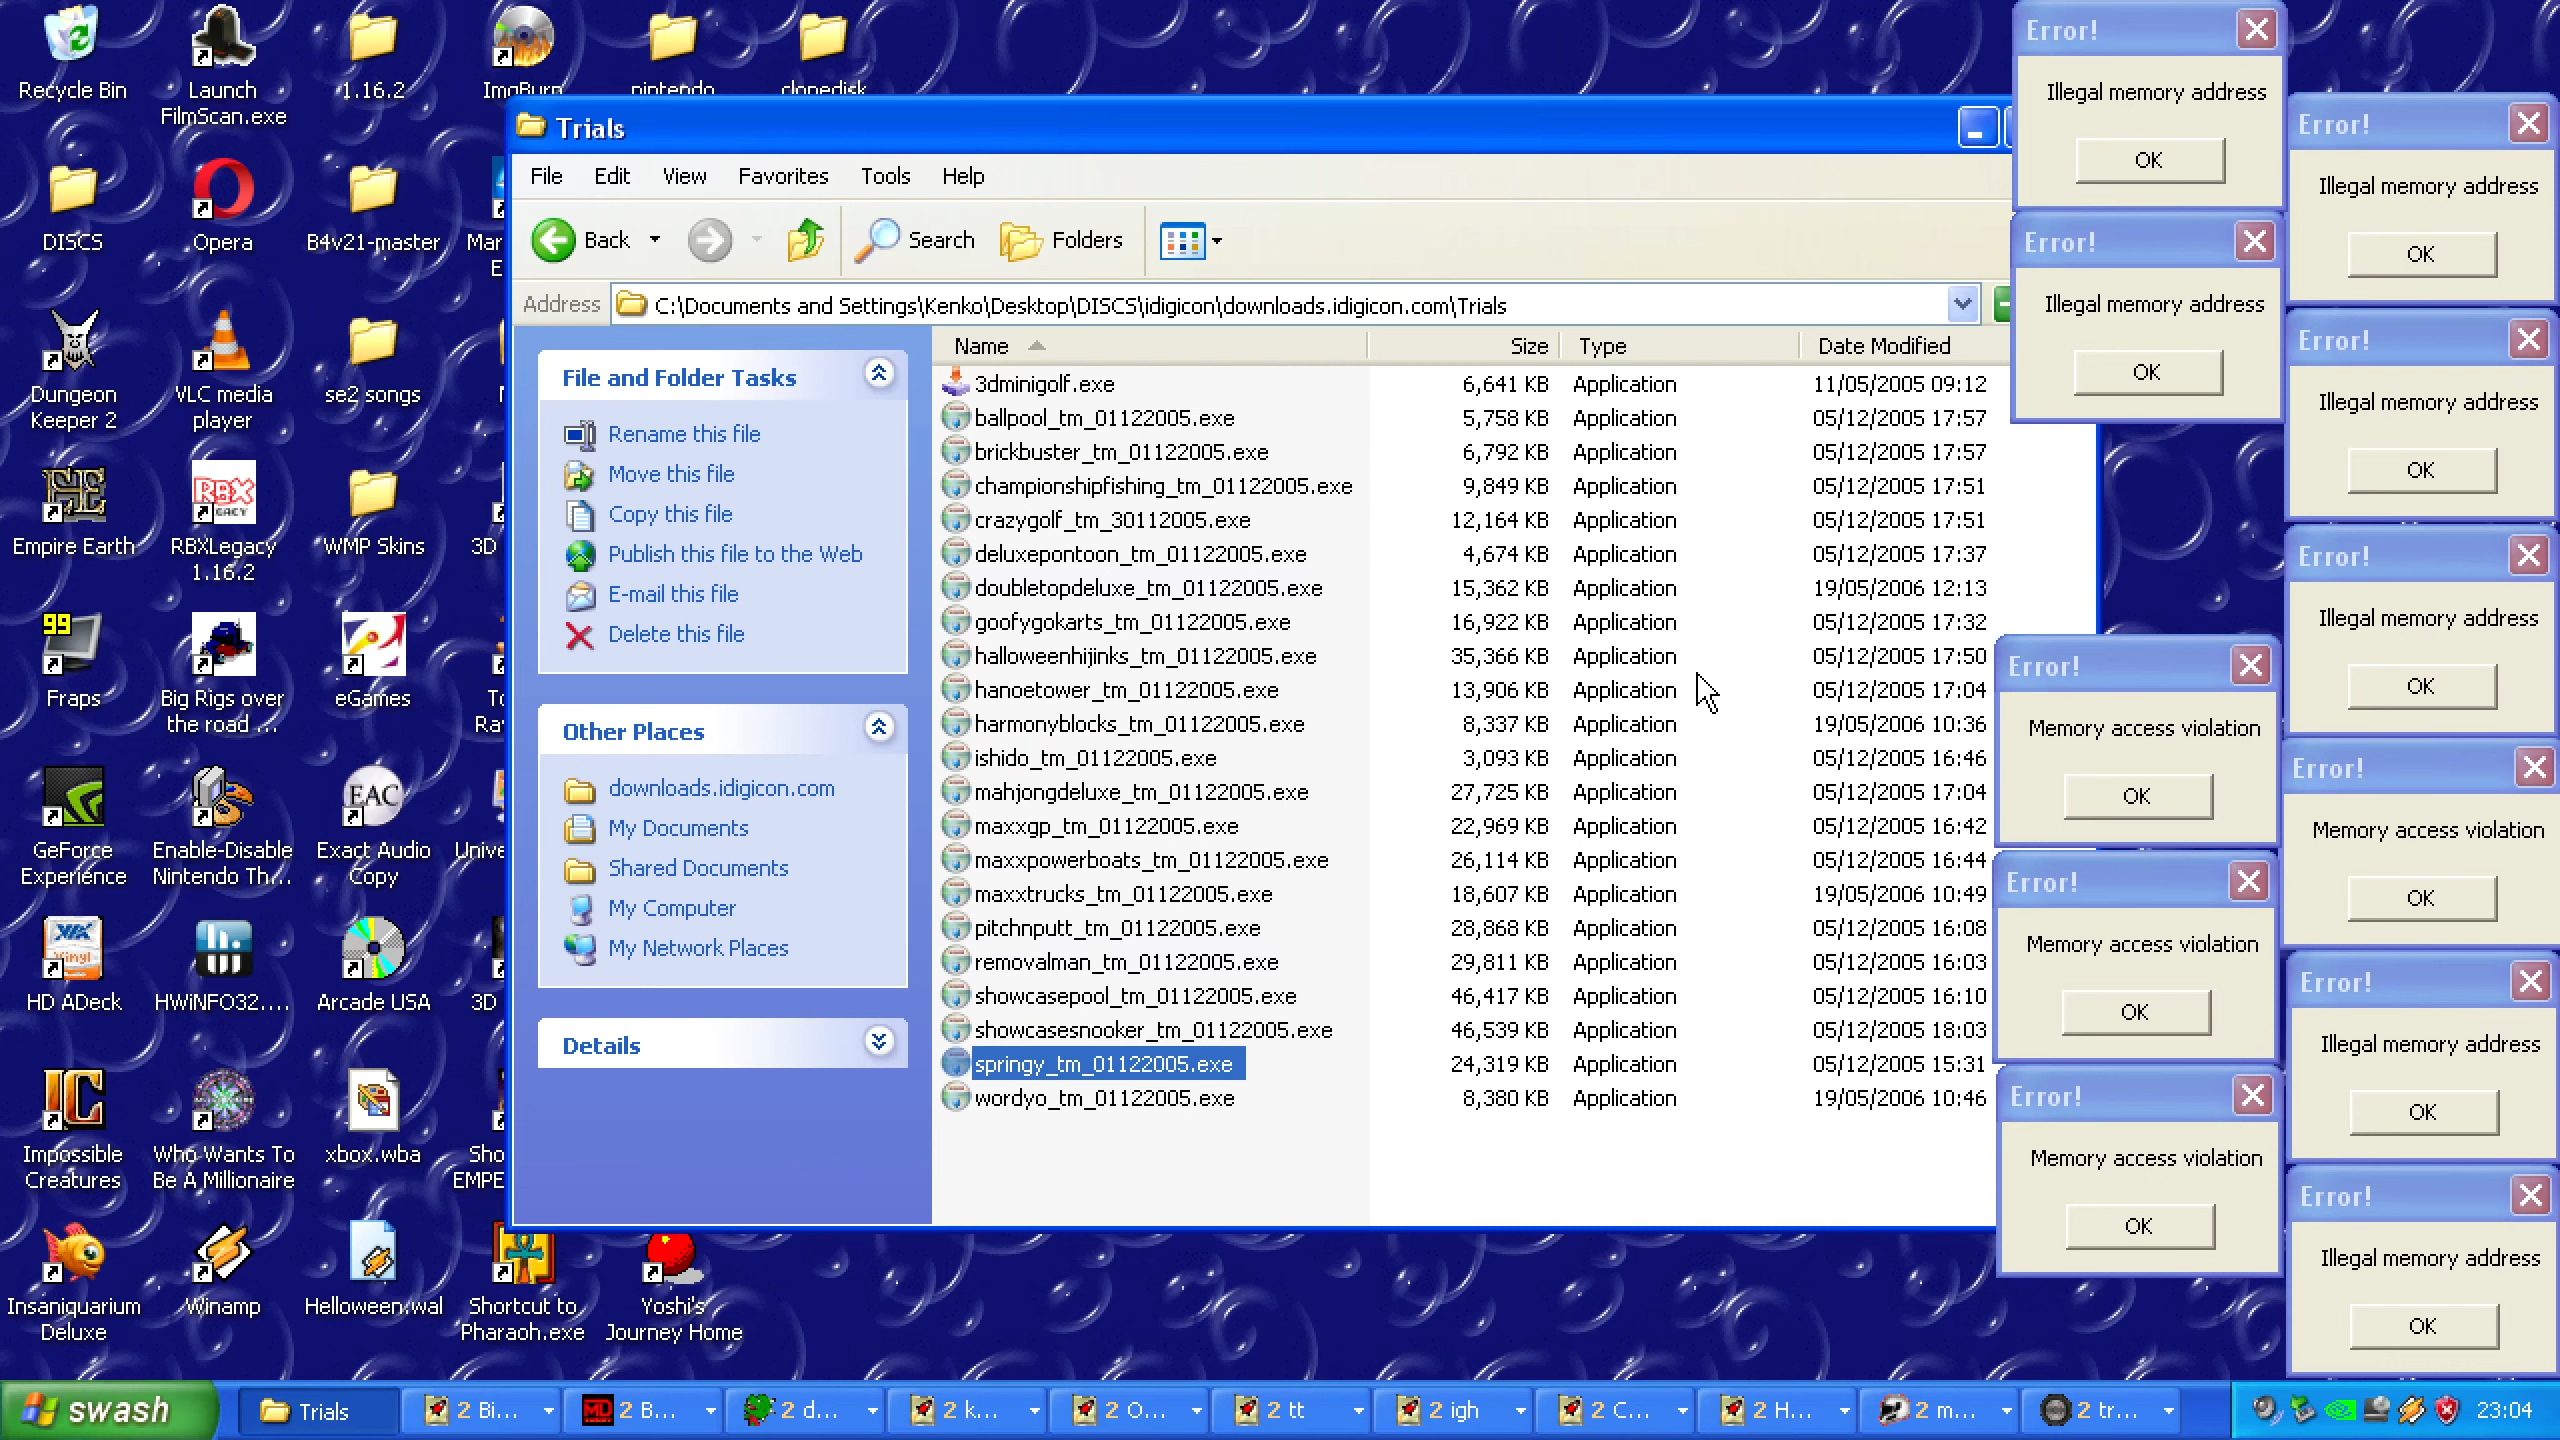 Recycle Bin
Launch
FilmScan.exe
1.16.2
ImgBurn
nintendo
clonedisk
DISCS
Opera
B4v21-master
Dungeon
Keeper 2
VLC media
player
se2 songs
Empire Earth
RBXLegacy
1.16.2
WMP Skins
3D
99
Fraps
Big Rigs over
the road ...
eGames
GeForce
Experience
Enable-Disable
Nintendo Th...
EAC
Exact Audio
Copy
HD ADeck
HWiNFO32....
Arcade USA
3D
Impossible
Creatures
Who Wants To
Be A Millionaire
xbox.wba
Insaniquarium
Deluxe
Winamp
Helloween.wal
Shortcut to
Pharaoh.exe
Yoshi's
Journey Home
Trials
File Edit View Favorites Tools Help
Back Search Folders
Address C:\Documents and Settings\Kenko\Desktop\DISCS\idigicon\downloads.idigicon.com\Trials
File and Folder Tasks
Rename this file
Move this file
Copy this file
Publish this file to the Web
E-mail this file
Delete this file
Other Places
downloads.idigicon.com
My Documents
Shared Documents
My Computer
My Network Places
Details
Name Size Type Date Modified
3dminigolf.exe 6,641 KB Application 11/05/2005 09:12
ballpool_tm_01122005.exe 5,758 KB Application 05/12/2005 17:57
brickbuster_tm_01122005.exe 6,792 KB Application 05/12/2005 17:57
championshipfishing_tm_01122005.exe 9,849 KB Application 05/12/2005 17:51
crazygolf_tm_30112005.exe 12,164 KB Application 05/12/2005 17:51
deluxepontoon_tm_01122005.exe 4,674 KB Application 05/12/2005 17:37
doubletopdeluxe_tm_01122005.exe 15,362 KB Application 19/05/2006 12:13
goofygokarts_tm_01122005.exe 16,922 KB Application 05/12/2005 17:32
halloweenhijinks_tm_01122005.exe 35,366 KB Application 05/12/2005 17:50
hanoetower_tm_01122005.exe 13,906 KB Application 05/12/2005 17:04
harmonyblocks_tm_01122005.exe 8,337 KB Application 19/05/2006 10:36
ishido_tm_01122005.exe 3,093 KB Application 05/12/2005 16:46
mahjongdeluxe_tm_01122005.exe 27,725 KB Application 05/12/2005 17:04
maxxgp_tm_01122005.exe 22,969 KB Application 05/12/2005 16:42
maxxpowerboats_tm_01122005.exe 26,114 KB Application 05/12/2005 16:44
maxxtrucks_tm_01122005.exe 18,607 KB Application 19/05/2006 10:49
pitchnputt_tm_01122005.exe 28,868 KB Application 05/12/2005 16:08
removalman_tm_01122005.exe 29,811 KB Application 05/12/2005 16:03
showcasepool_tm_01122005.exe 46,417 KB Application 05/12/2005 16:10
showcasesnooker_tm_01122005.exe 46,539 KB Application 05/12/2005 18:03
springy_tm_01122005.exe 24,319 KB Application 05/12/2005 15:31
wordyo_tm_01122005.exe 8,380 KB Application 19/05/2006 10:46
Error!
Illegal memory address
OK
Error!
Illegal memory address
OK
Error!
Memory access violation
OK
Error!
Memory access violation
OK
Error!
Memory access violation
OK
Error!
Illegal memory address
OK
Error!
Illegal memory address
OK
Error!
Illegal memory address
OK
Error!
Memory access violation
OK
Error!
Illegal memory address
OK
Error!
Illegal memory address
OK
swash
Trials
2 Bi...
2 B...
2 d...
2 k...
2 O...
2 tt
2 igh
2 C...
2 H...
2 m...
2 tr...
23:04